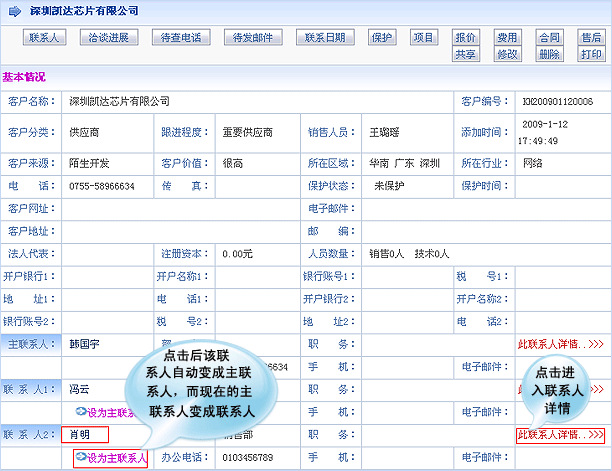 深圳凯达芯片有限公司
联系人 洽谈进展 待查电话 待发邮件 联系日期 保护 项目 报价 费用 合同 售后
共享 修改 删除 打印
基本情况
客户名称： 深圳凯达芯片有限公司 客户编号： KH200901120006
客户分类： 供应商 跟进程度： 重要供应商 销售人员： 王璐瑶 添加时间： 2009-1-12 17:49:49
客户来源： 陌生开发 客户价值： 很高 所在区域： 华南 广东 深圳 所在行业： 网络
电 话： 0755-58966634 传 真： 保护状态： 未保护 保护时间：
客户网址： 电子邮件：
客户地址： 邮 编：
法人代表： 注册资本： 0.00元 人员数量： 销售0人 技术0人
开户银行1： 开户名称1： 银行账号1： 税 号1：
地 址1： 电 话1： 开户银行2： 开户名称2：
银行账号2： 税 号2： 地 址2： 电 话2：
主联系人： 韩国宇 职 务： 此联系人详情..>>>
6634 手 机： 电子邮件：
联 系 人1： 冯云 职 务：
设为主联系 手 机： 电子邮件：
联 系 人2： 肖明 销售部 职 务： 此联系人详情..>>>
设为主联系人 办公电话： 0103456789 手 机： 电子邮件：
点击后该联
系人自动变成主联
系人，而现在的主
联系人变成联系人
点击进
入联系人
详情